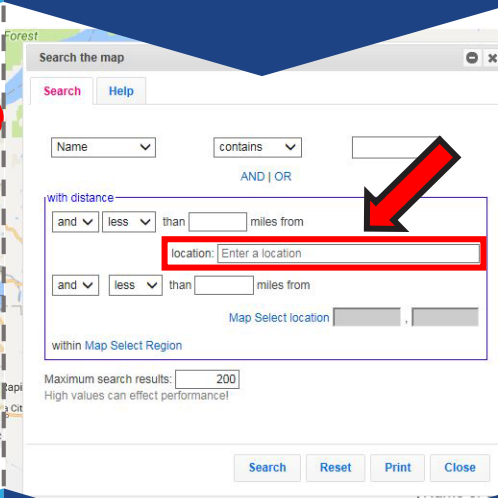 Forest
Search the map
Search Help
Name contains
AND | OR
with distance
and less than miles from
location: Enter a location
and less than miles from
Map Select location ,
within Map Select Region
Maximum search results: 200
High values can effect performance!
Search Reset Print Close